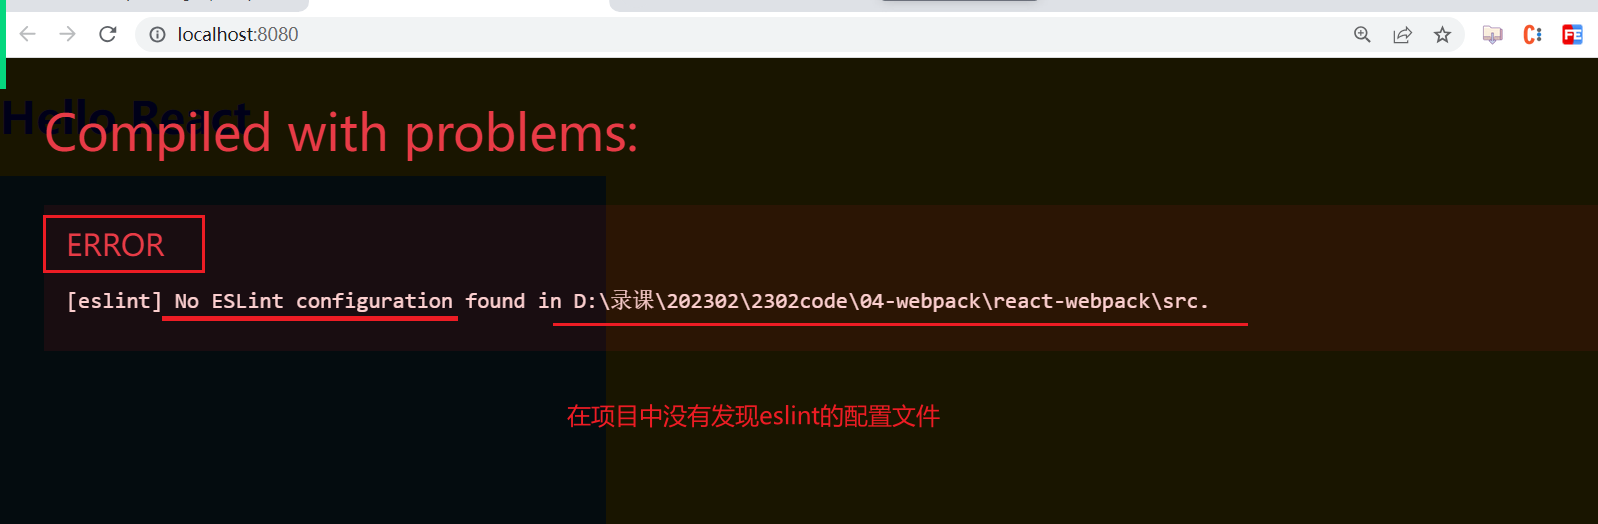 localhost:8080
Hello React
Compiled with problems:
ERROR
[eslint] No ESLint configuration found in D:\录课\202302\2302code\04-webpack\react-webpack\src.
在项目中没有发现eslint的配置文件